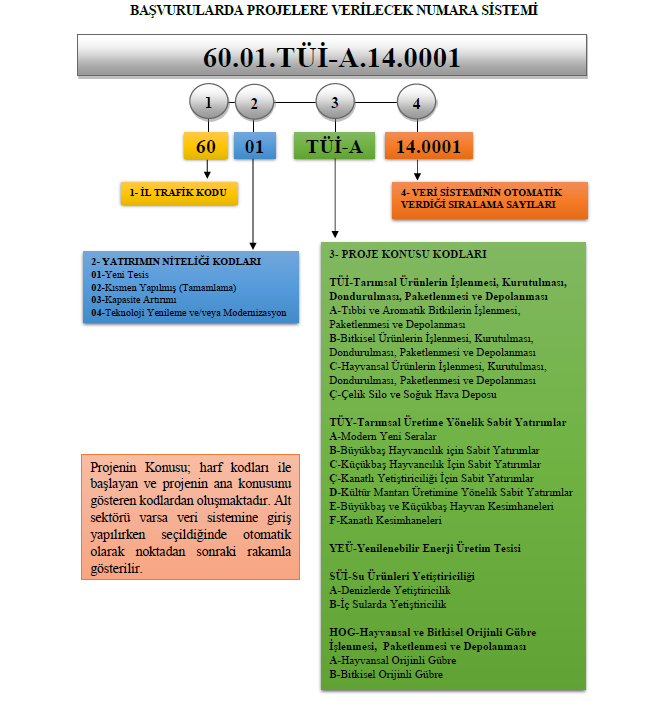 BAŞVURULARDA PROJELERE VERİLECEK NUMARA SİSTEMİ
60.01.TÜİ-A.14.0001
1
2
3
4
60
01
TÜİ-A
14.0001
1- İL TRAFİK KODU
4- VERİ SİSTEMİNİN OTOMATİK
VERDİĞİ SIRALAMA SAYILARI
2- YATIRIMIN NİTELİĞİ KODLARI
01-Yeni Tesis
02-Kısmen Yapılmış (Tamamlama)
03-Kapasite Artırımı
04-Teknoloji Yenileme ve/veya Modernizasyon
3- PROJE KONUSU KODLARI
TÜİ-Tarımsal Ürünlerin İşlenmesi, Kurutulması,
Dondurulması, Paketlenmesi ve Depolanması
A-Tıbbi ve Aromatik Bitkilerin İşlenmesi,
Paketlenmesi ve Depolanması
B-Bitkisel Ürünlerin İşlenmesi, Kurutulması,
Dondurulması, Paketlenmesi ve Depolanması
C-Hayvansal Ürünlerin İşlenmesi, Kurutulması,
Dondurulması, Paketlenmesi ve Depolanması
Ç-Çelik Silo ve Soğuk Hava Deposu
TÜY-Tarımsal Üretime Yönelik Sabit Yatırımlar
A-Modern Yeni Seralar
B-Büyükbaş Hayvancılık için Sabit Yatırımlar
C-Küçükbaş Hayvancılık İçin Sabit Yatırımlar
Ç-Kanatlı Yetiştiriciliği İçin Sabit Yatırımlar
D-Kültür Mantarı Üretimine Yönelik Sabit Yatırımlar
E-Büyükbaş ve Küçükbaş Hayvan Kesimhaneleri
F-Kanatlı Kesimhaneleri
YEÜ-Yenilenebilir Enerji Üretim Tesisi
SÜİ-Su Ürünleri Yetiştiriciliği
A-Denizlerde Yetiştiricilik
B-İç Sularda Yetiştiricilik
HOG-Hayvansal ve Bitkisel Orijinli Gübre
İşlenmesi, Paketlenmesi ve Depolanması
A-Hayvansal Orijinli Gübre
B-Bitkisel Orijinli Gübre
Projenin Konusu; harf kodları ile
başlayan ve projenin ana konusunu
gösteren kodlardan oluşmaktadır. Alt
sektörü varsa veri sistemine giriş
yapılırken seçildiğinde otomatik
olarak noktadan sonraki rakamla
gösterilir.